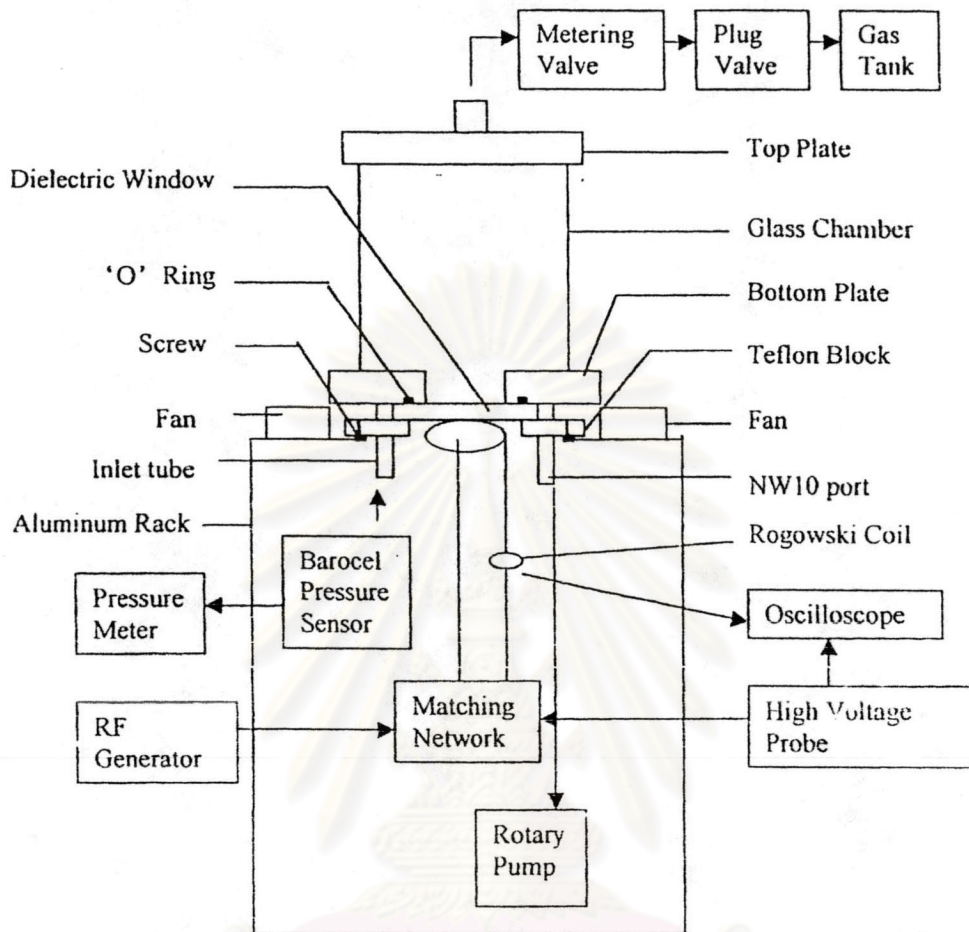 Metering
Valve
Plug
Valve
Gas
Tank
Top Plate
Dielectric Window
Glass Chamber
‘O’ Ring
Bottom Plate
Screw
Teflon Block
Fan
Fan
Inlet tube
NW10 port
Aluminum Rack
Rogowski Coil
Barocel
Pressure
Sensor
Pressure
Meter
Oscilloscope
Matching
Network
High Voltage
Probe
RF
Generator
Rotary
Pump